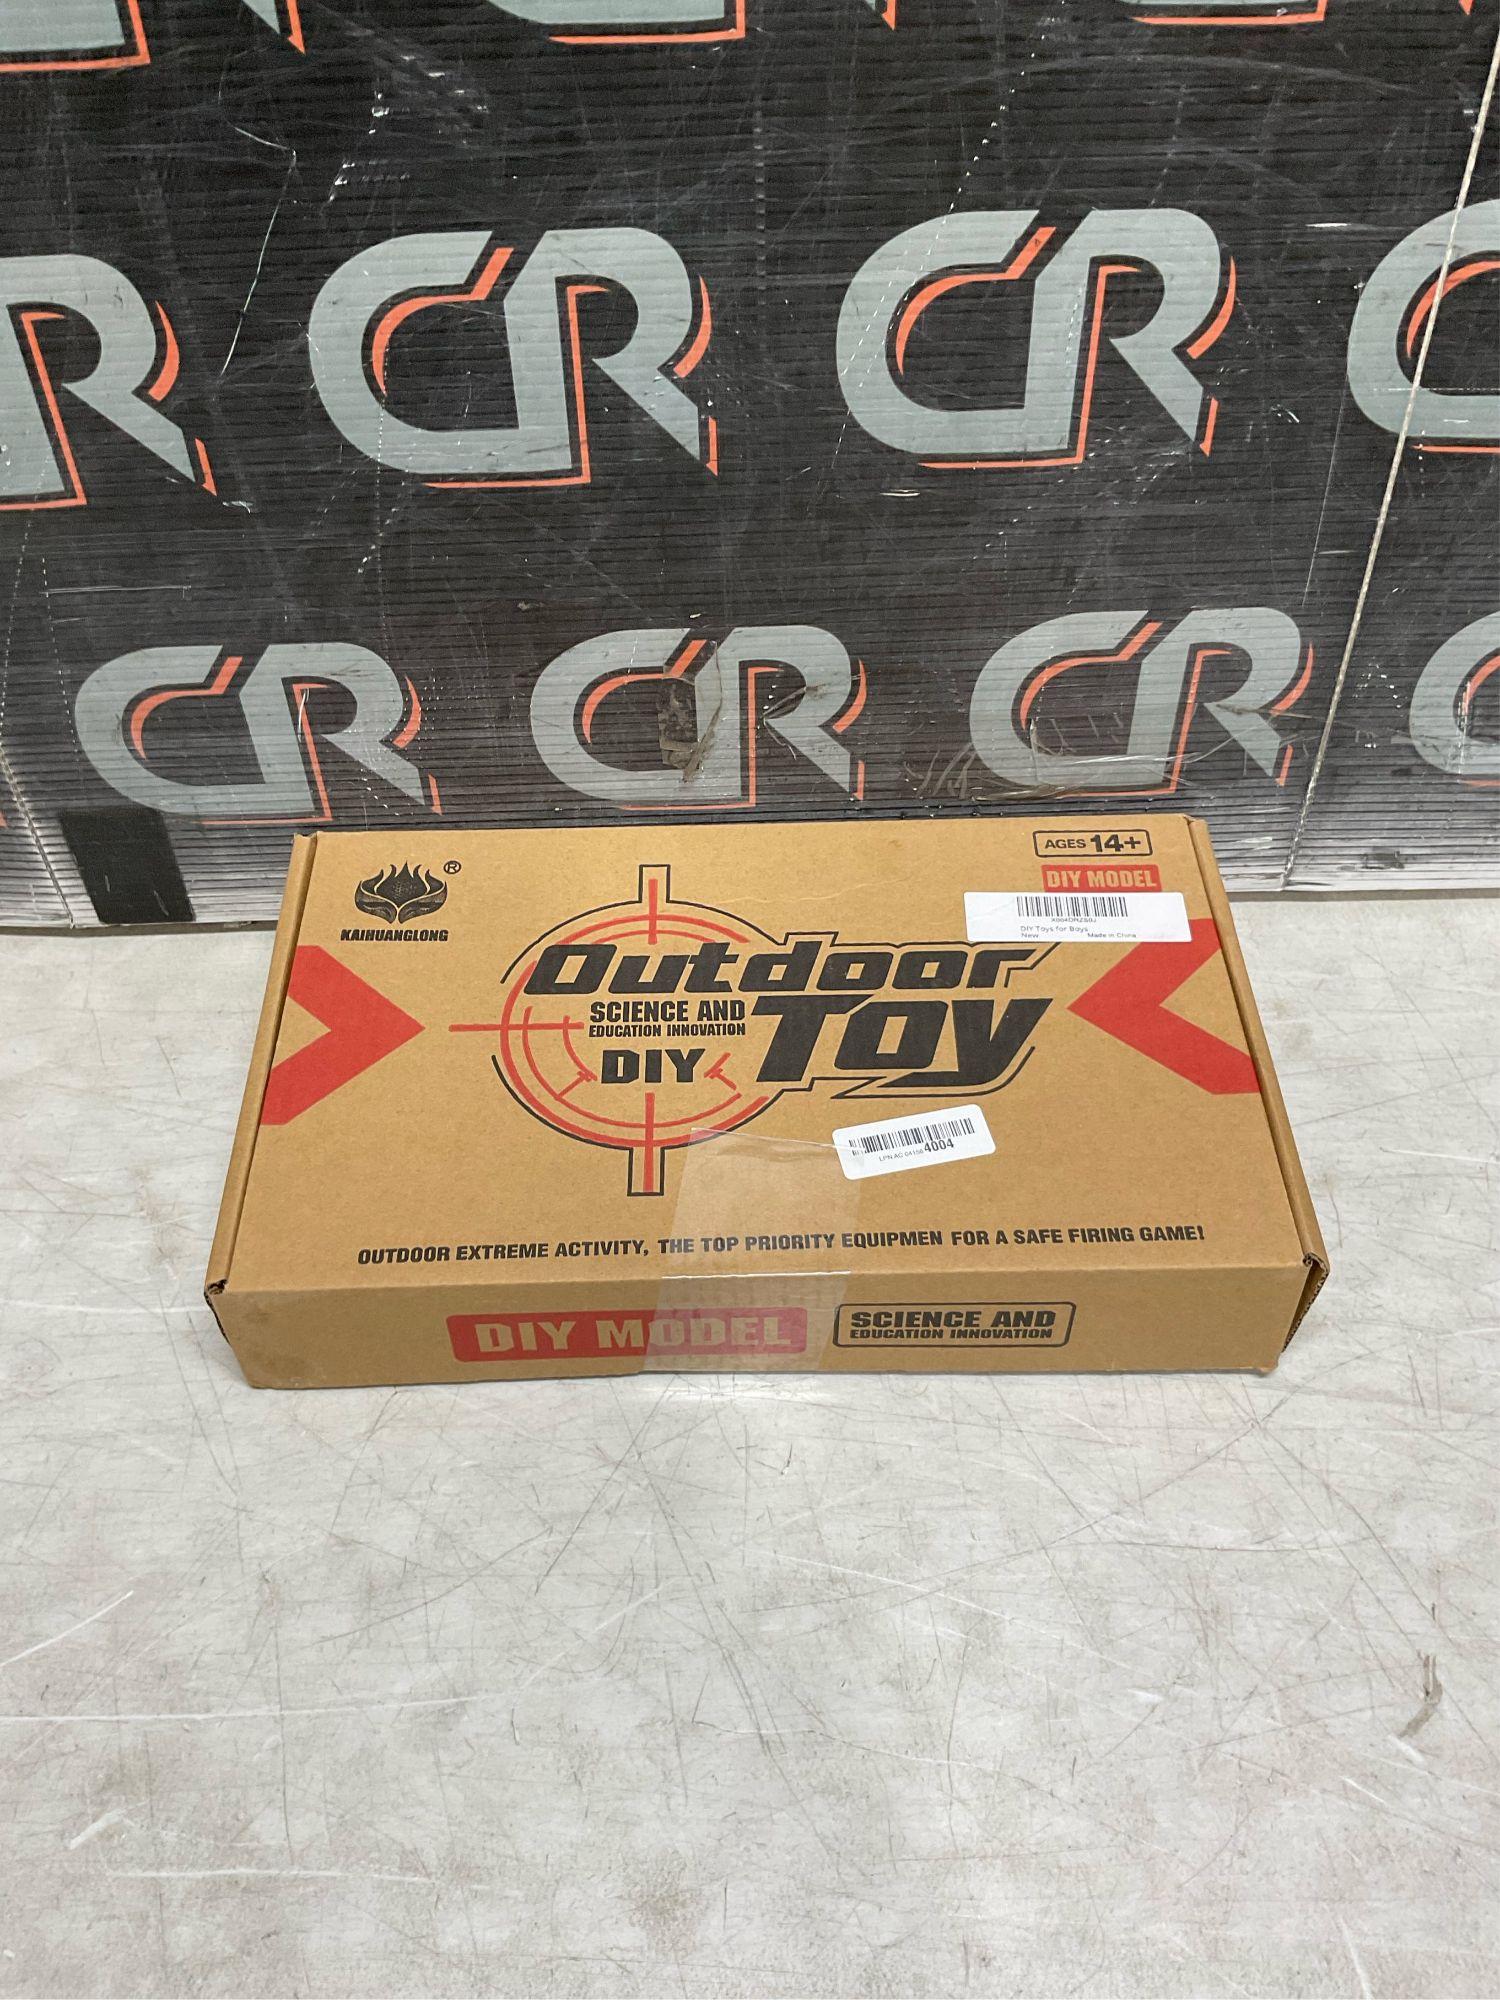 CR CR
CR CR CR
AGES 14+
DIY MODEL
®
KAIHUANGLONG
X004DRZS0J
DIY Toys for Boys
New Made in China
Outdoor
SCIENCE AND
EDUCATION INNOVATION
Toy
DIY
4004
OUTDOOR EXTREME ACTIVITY, THE TOP PRIORITY EQUIPMEN FOR A SAFE FIRING GAME!
DIY MODEL
SCIENCE AND
EDUCATION INNOVATION